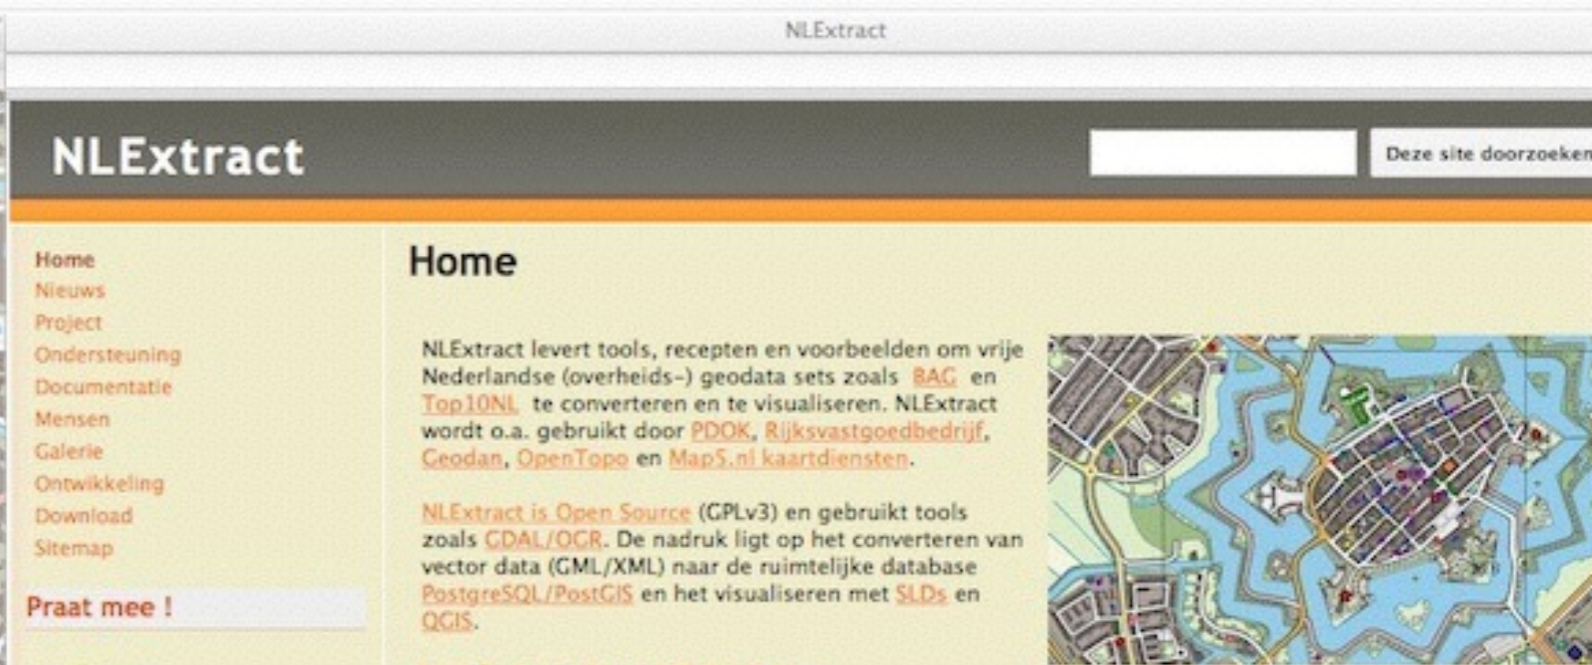 NLExtract
NLExtract
Deze site doorzoeken
Home
Nieuws
Project
Ondersteuning
Documentatie
Mensen
Galerie
Ontwikkeling
Download
Sitemap
Praat mee !
Home
NLExtract levert tools, recepten en voorbeelden om vrije
Nederlandse (overheids-) geodata sets zoals BAG en
Top10NL te converteren en te visualiseren. NLExtract
wordt o.a. gebruikt door PDOK, Rijksvastgoedbedrijf,
Geodan, OpenTopo en Map5.nl kaartdiensten.
NLExtract is Open Source (GPLv3) en gebruikt tools
zoals GDAL/OGR. De nadruk ligt op het converteren van
vector data (GML/XML) naar de ruimtelijke database
PostgreSQL/PostGIS en het visualiseren met SLDs en
QGIS.